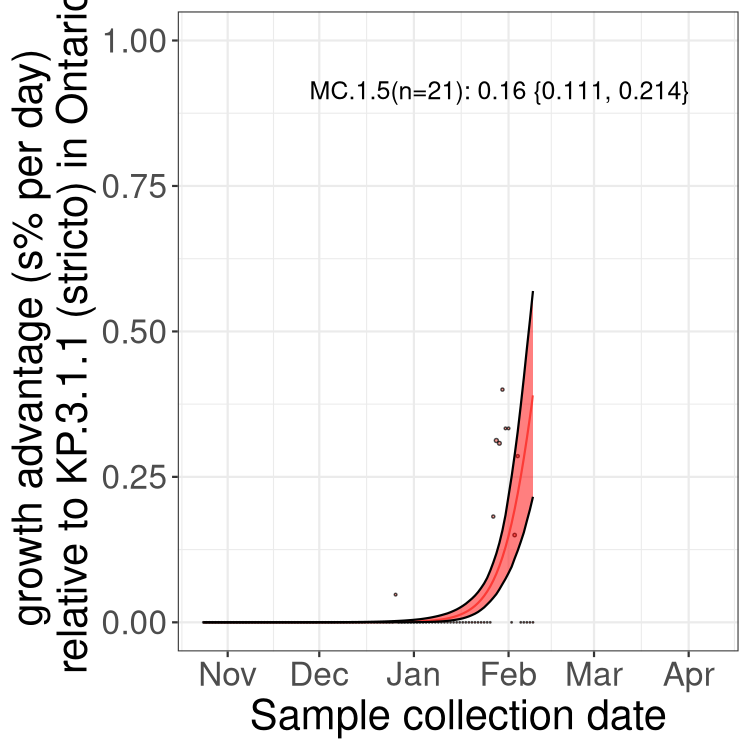 growth advantage (s% per day)
relative to KP.3.1.1 (stricto) in Ontario
1.00
0.75
0.50
0.25
0.00
MC.1.5(n=21): 0.16 {0.111, 0.214}
Nov Dec Jan Feb Mar Apr
Sample collection date